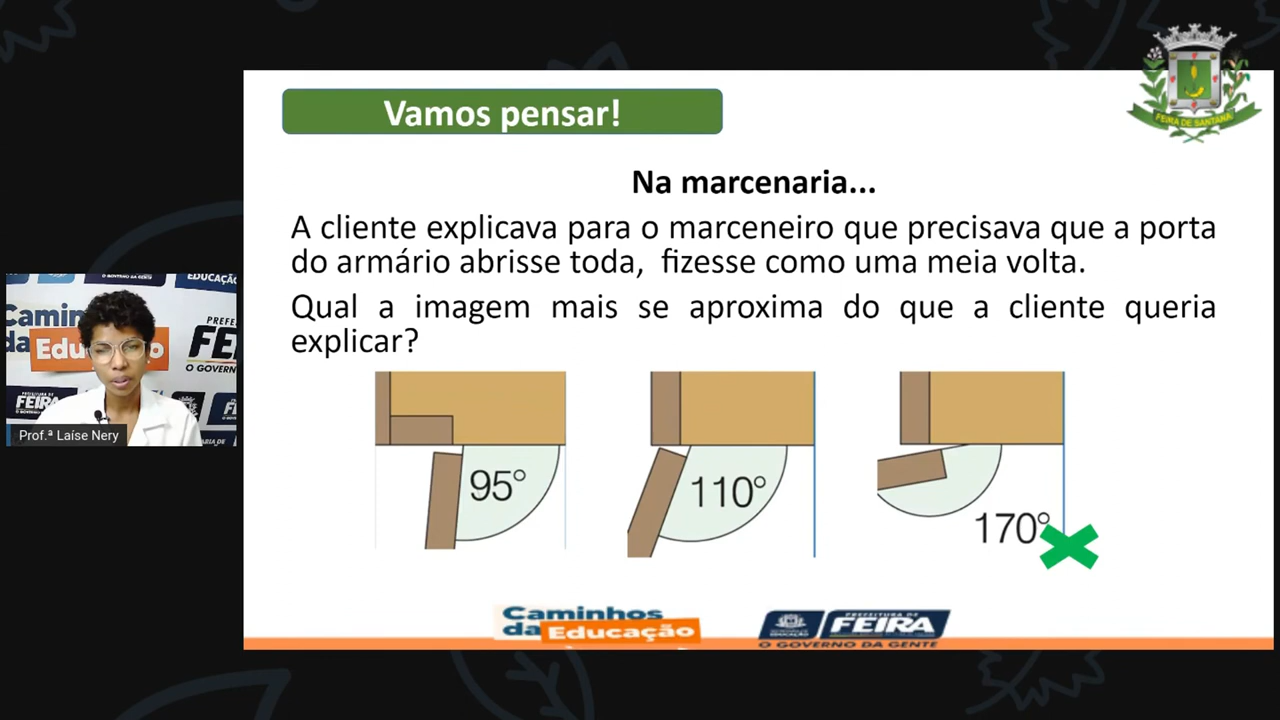 Vamos pensar!
FEIRA DE SANTANA
Na marcenaria...
A cliente explicava para o marceneiro que precisava que a porta
do armário abrisse toda, fizesse como uma meia volta.
Qual a imagem mais se aproxima do que a cliente queria
explicar?
95°
110°
170°
Prof.ª Laíse Nery
Caminhos
da Educação
PREFEITURA DE
FEIRA
O GOVERNO DA GENTE